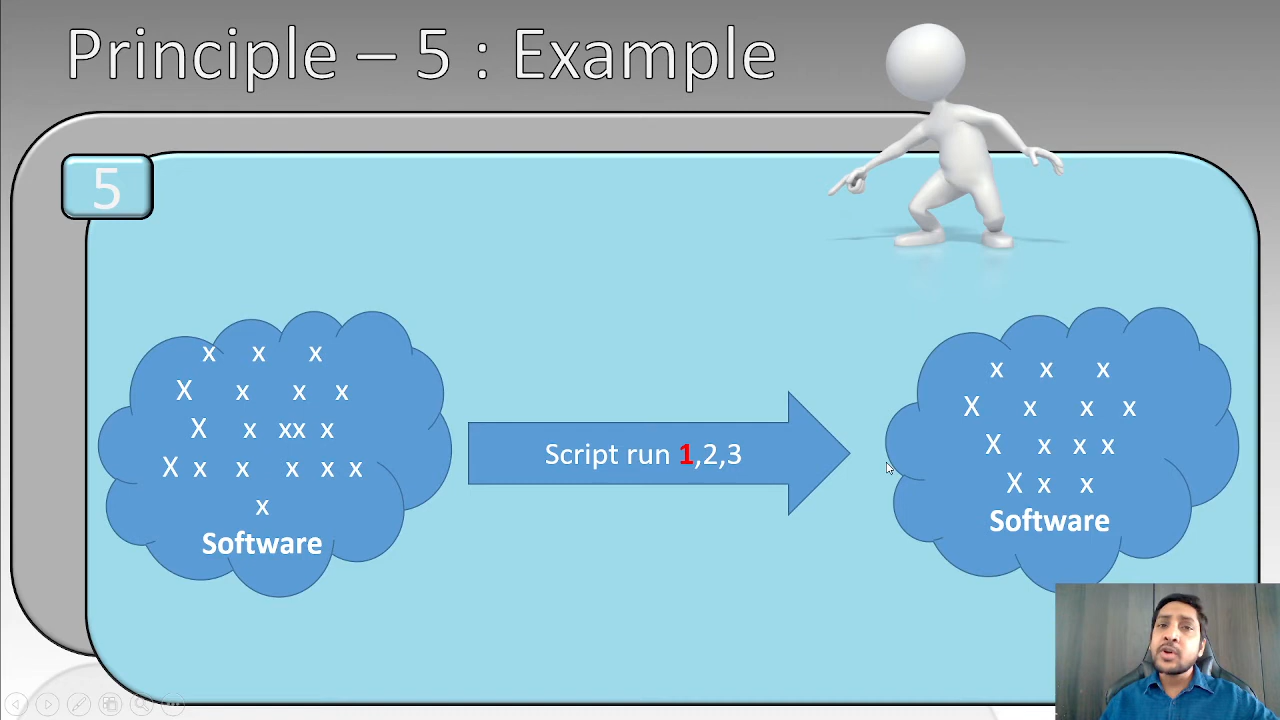 Principle – 5 : Example
5
x x x
X x x x
X x xx x
X x x x x x
x
Software
Script run 1,2,3
x x x
X x x x
X x x x
X x x
Software